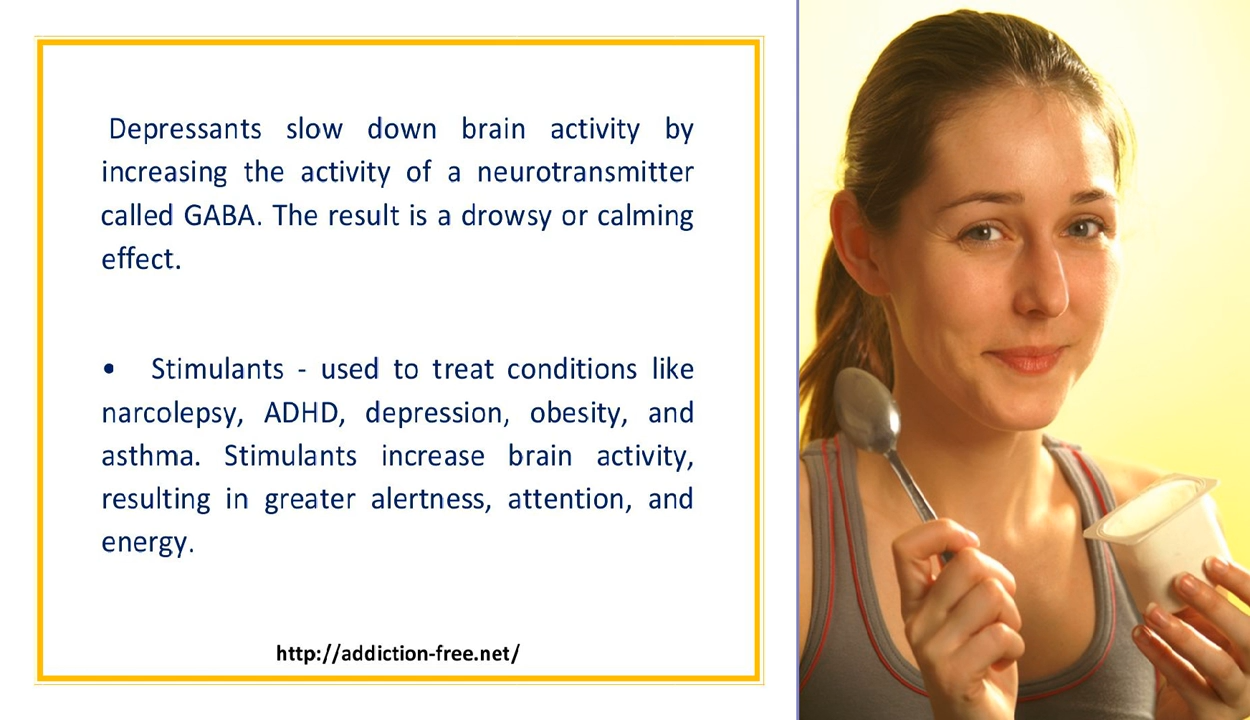 Depressants slow down brain activity by
increasing the activity of a neurotransmitter
called GABA. The result is a drowsy or calming
effect.
• Stimulants - used to treat conditions like
narcolepsy, ADHD, depression, obesity, and
asthma. Stimulants increase brain activity,
resulting in greater alertness, attention, and
energy.
http://addiction-free.net/